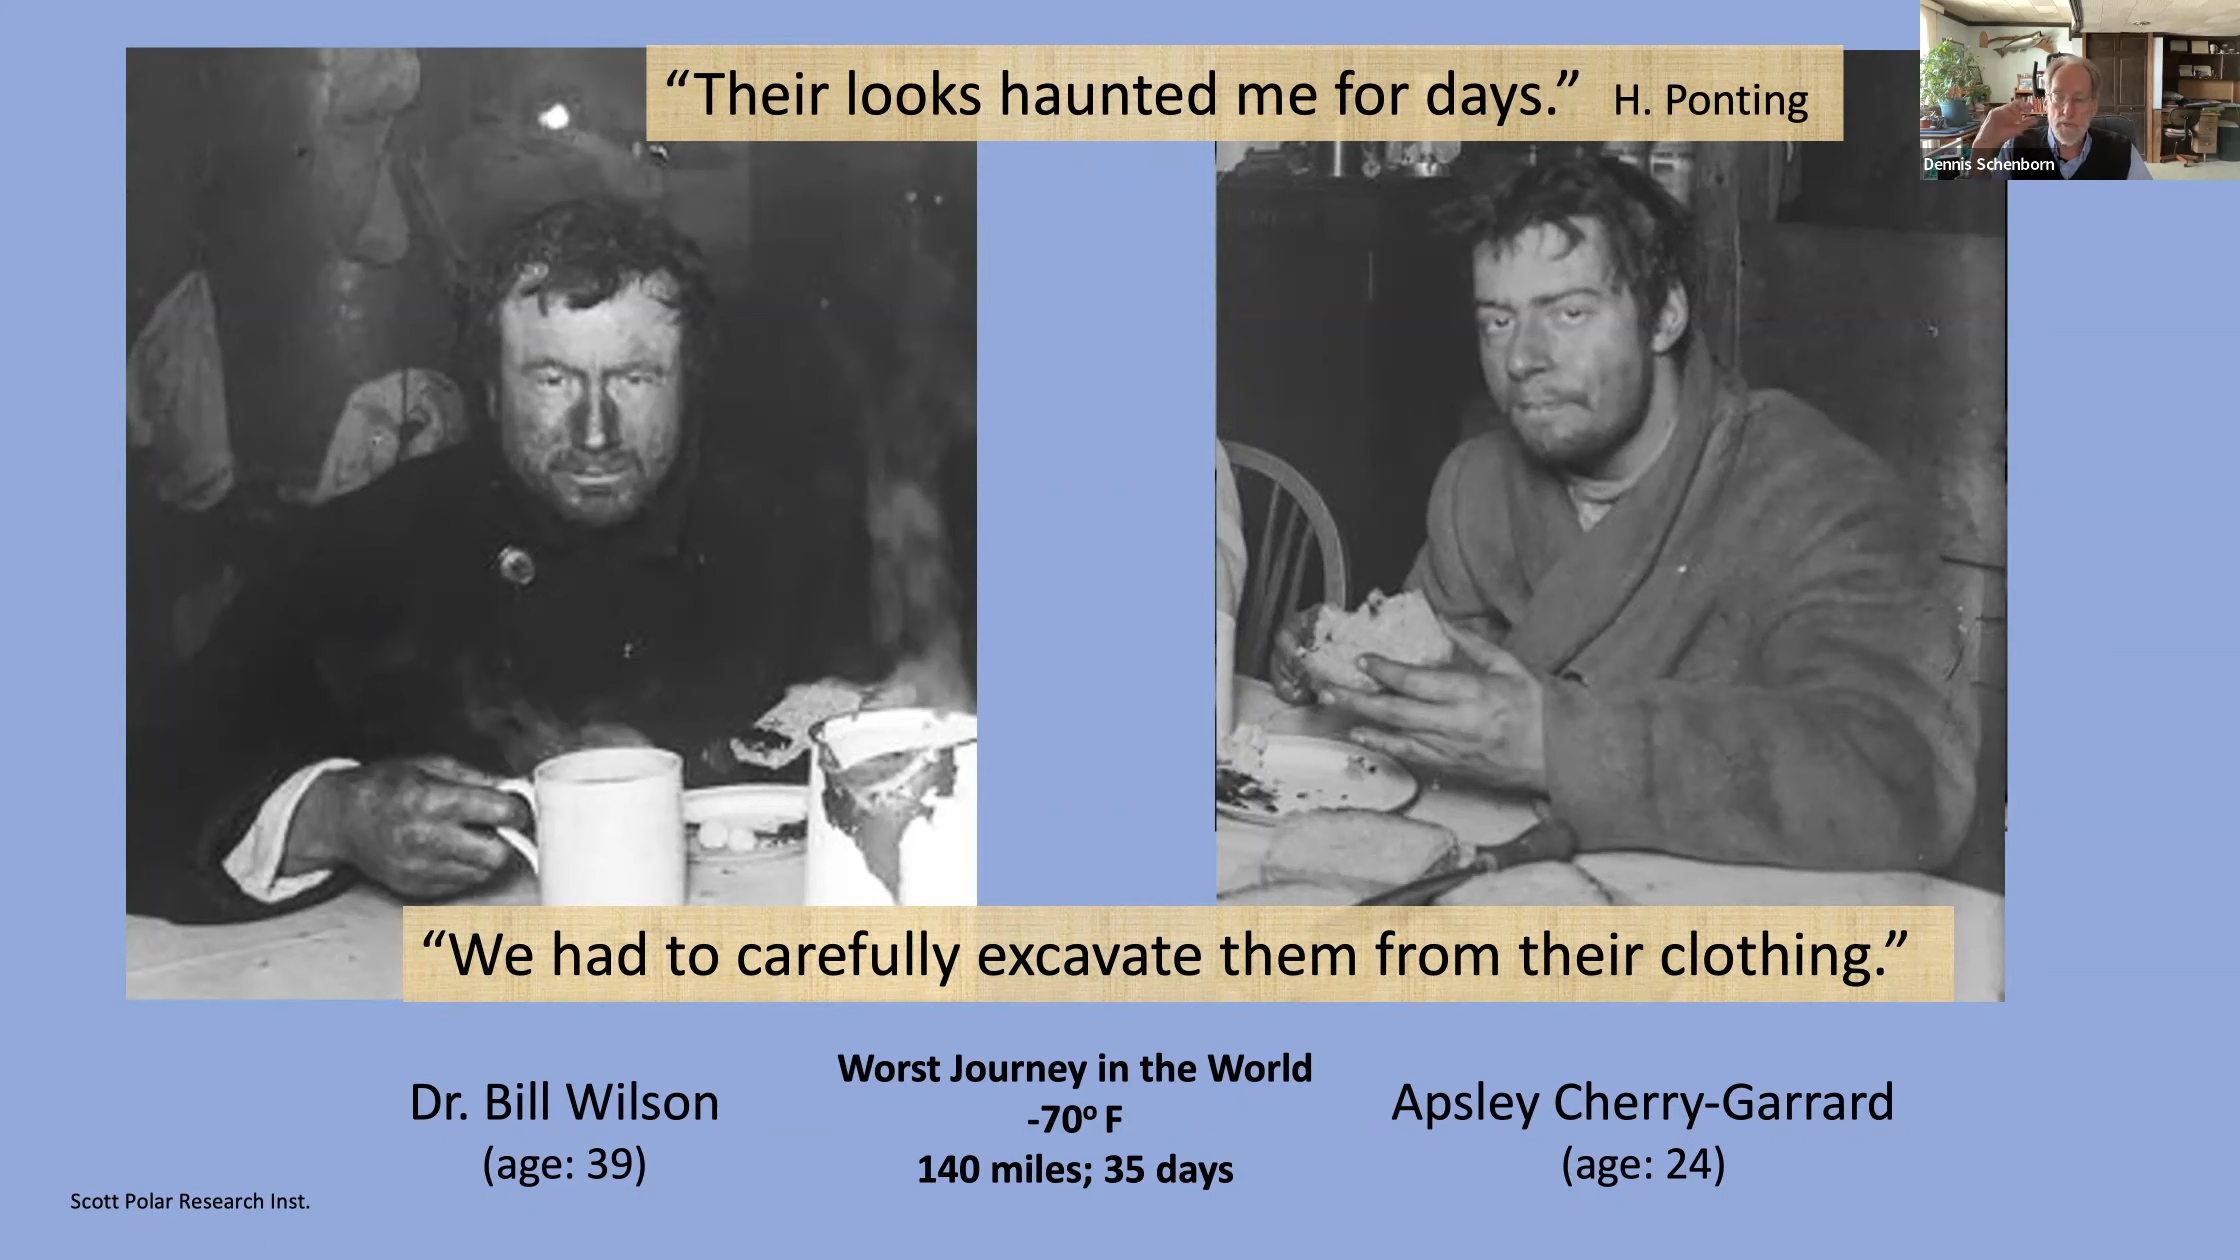 “Their looks haunted me for days.” H. Ponting
Dennis Schenborn
“We had to carefully excavate them from their clothing.”
Dr. Bill Wilson
(age: 39)
Worst Journey in the World
-70º F
140 miles; 35 days
Apsley Cherry-Garrard
(age: 24)
Scott Polar Research Inst.